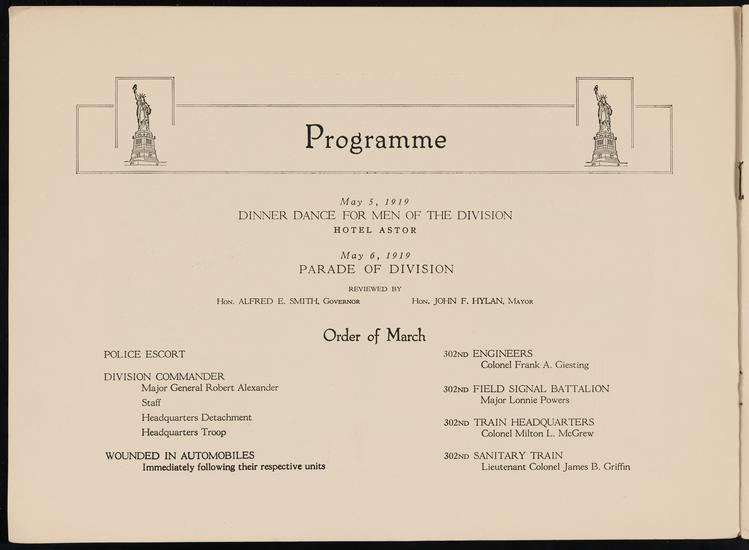 Programme
May 5, 1919
DINNER DANCE FOR MEN OF THE DIVISION
HOTEL ASTOR
May 6, 1919
PARADE OF DIVISION
REVIEWED BY
Hon. ALFRED E. SMITH, Governor
Hon. JOHN F. HYLAN, Mayor
Order of March
POLICE ESCORT
DIVISION COMMANDER
Major General Robert Alexander
Staff
Headquarters Detachment
Headquarters Troop
WOUNDED IN AUTOMOBILES
Immediately following their respective units
302ND ENGINEERS
Colonel Frank A. Giesting
302ND FIELD SIGNAL BATTALION
Major Lonnie Powers
302ND TRAIN HEADQUARTERS
Colonel Milton L. McGrew
302ND SANITARY TRAIN
Lieutenant Colonel James B. Griffin